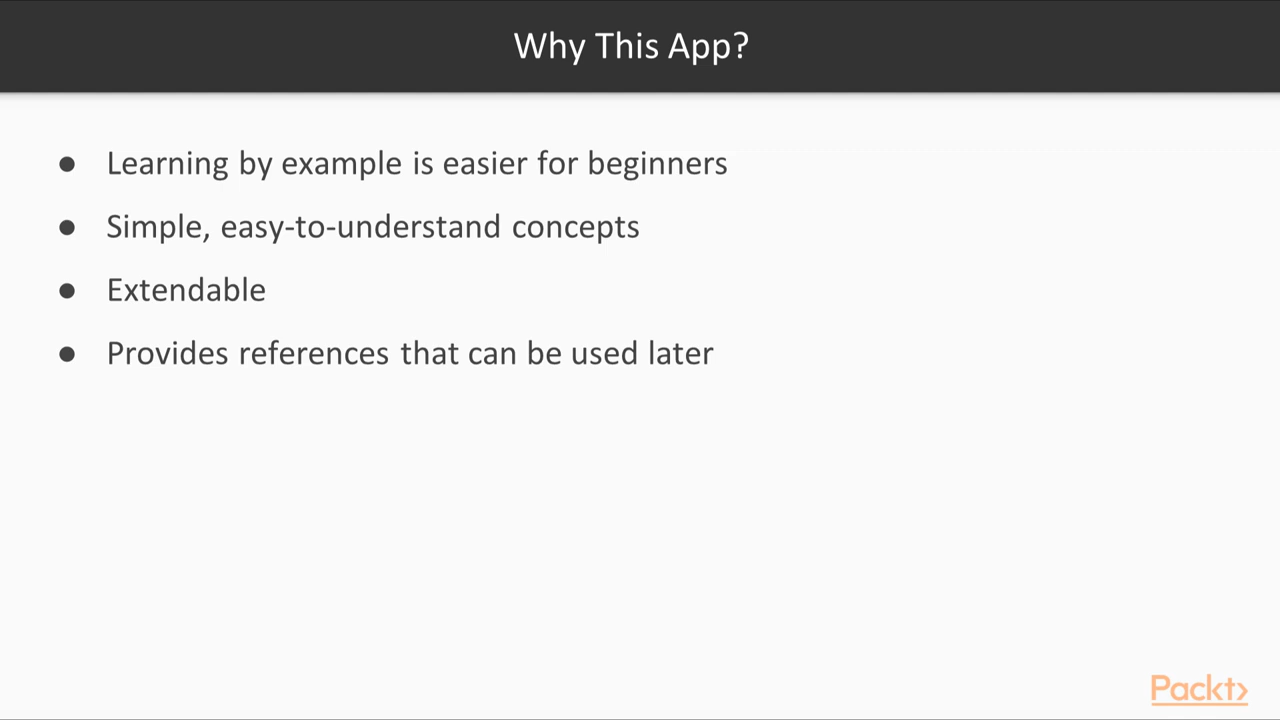 Why This App?
● Learning by example is easier for beginners
● Simple, easy-to-understand concepts
● Extendable
● Provides references that can be used later
Packt>